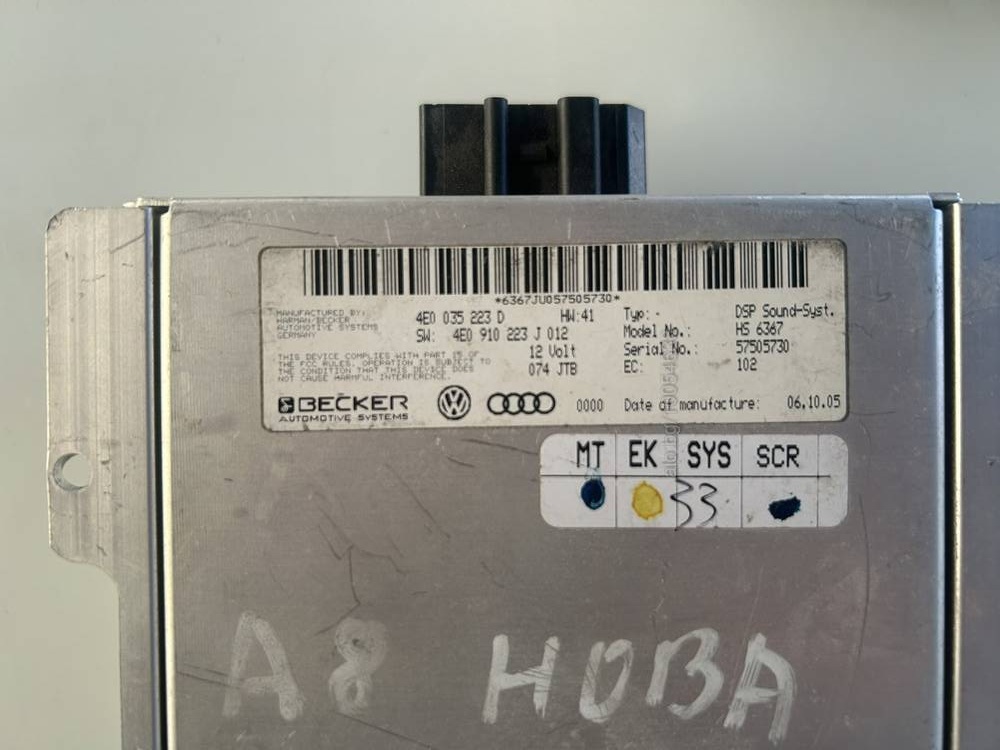 *6367JU057505730*
MANUFACTURED BY:
HARMAN/BECKER
AUTOMOTIVE SYSTEMS
GERMANY
4E0 035 223 D HW:41
SW: 4E0 910 223 J 012
12 Volt
074 JTB
Typ: -
DSP Sound-Syst.
Model No.: HS 6367
Serial No.: 57505730
EC: 102
THIS DEVICE COMPLIES WITH PART 15 OF
THE FCC RULES. OPERATION IS SUBJECT TO
THE CONDITION THAT THIS DEVICE DOES
NOT CAUSE HARMFUL INTERFERENCE.
BECKER
AUTOMOTIVE SYSTEMS
0000 Date of manufacture: 06.10.05
MT EK SYS SCR
33
A8 НОВА